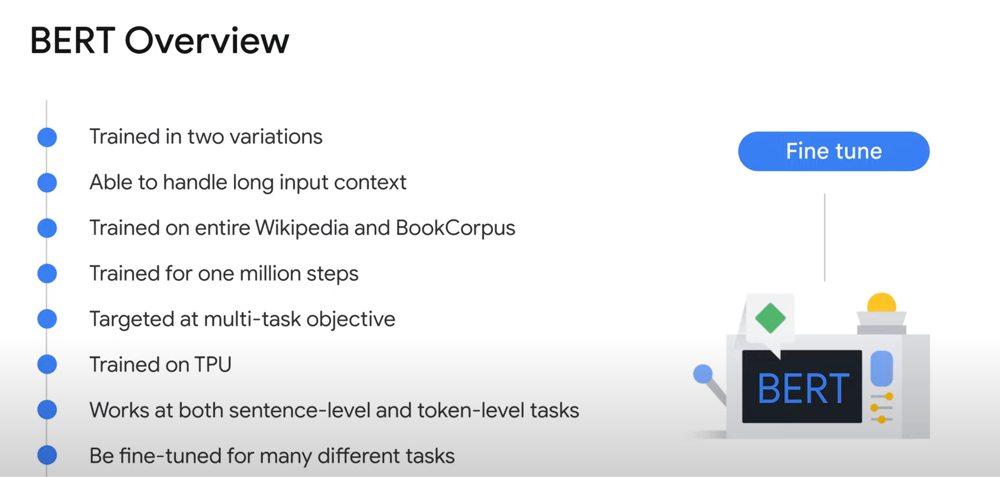 BERT Overview
Trained in two variations
Able to handle long input context
Trained on entire Wikipedia and BookCorpus
Trained for one million steps
Targeted at multi-task objective
Trained on TPU
Works at both sentence-level and token-level tasks
Be fine-tuned for many different tasks
Fine tune
BERT